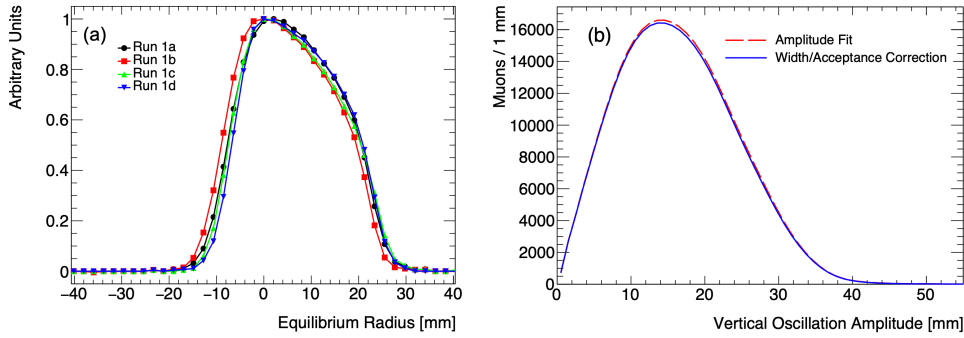 (a)
Arbitrary Units
1
0.8
0.6
0.4
0.2
0
Run 1a
Run 1b
Run 1c
Run 1d
−40 −30 −20 −10 0 10 20 30 40
Equilibrium Radius [mm]
(b)
Muons / 1 mm
16000
14000
12000
10000
8000
6000
4000
2000
0
Amplitude Fit
Width/Acceptance Correction
0 10 20 30 40 50
Vertical Oscillation Amplitude [mm]